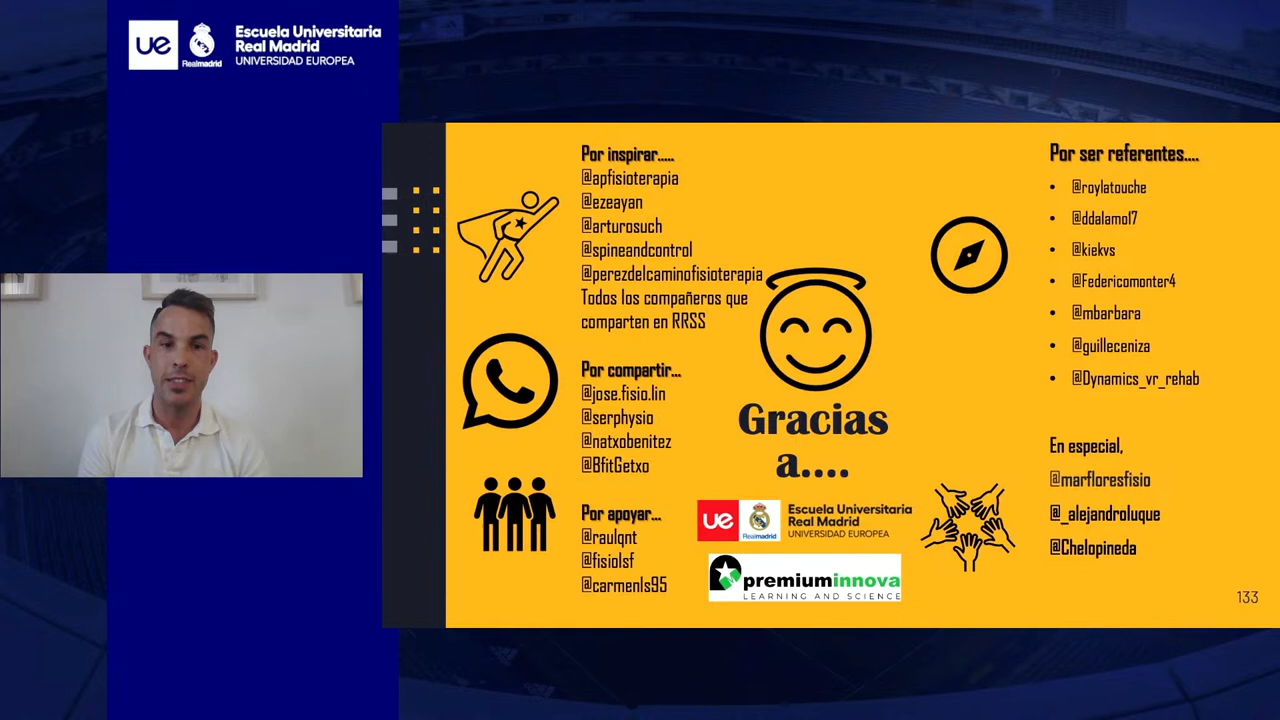 ue
Realmadrid
Escuela Universitaria
Real Madrid
UNIVERSIDAD EUROPEA
Por inspirar.....
@apfisioterapia
@ezeayan
@arturosuch
@spineandcontrol
@perezdelcaminofisioterapia
Todos los compañeros que
comparten en RRSS
Por compartir...
@jose.fisio.lin
@serphysio
@natxobenitez
@BfitGetxo
Por apoyar...
@raulqnt
@fisiolsf
@carmenls95
Gracias
a....
ue
Realmadrid
Escuela Universitaria
Real Madrid
UNIVERSIDAD EUROPEA
premiuminnova
LEARNING AND SCIENCE
Por ser referentes....
• @roylatouche
• @ddalamo17
• @kiekvs
• @Federicomonter4
• @mbarbara
• @guilleceniza
• @Dynamics_vr_rehab
En especial,
@marfloresfisio
@_alejandroluque
@Chelopineda
133